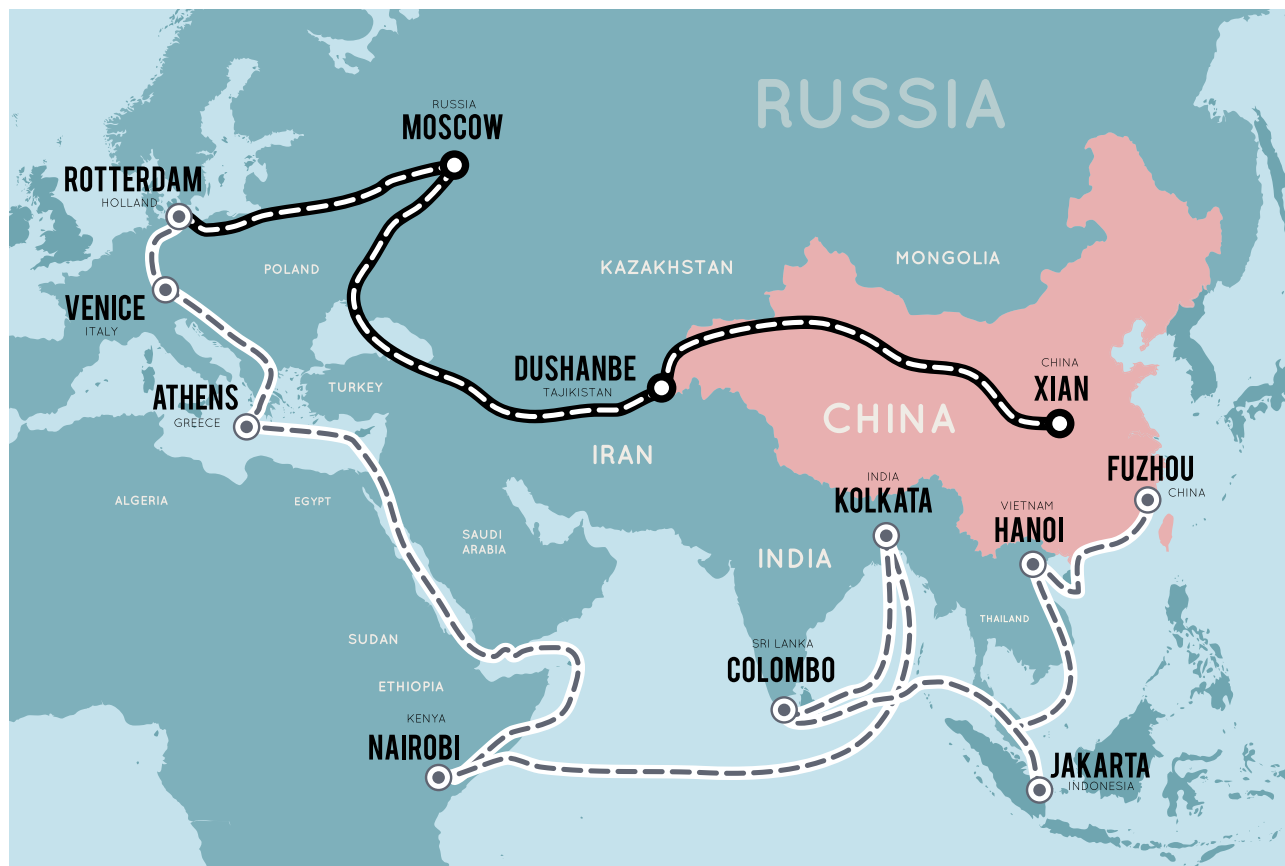 RUSSIA
RUSSIA
MOSCOW
ROTTERDAM
HOLLAND
POLAND
KAZAKHSTAN
MONGOLIA
VENICE
ITALY
TURKEY
DUSHANBE
TAJIKISTAN
CHINA
XIAN
ATHENS
GREECE
CHINA
IRAN
FUZHOU
CHINA
INDIA
KOLKATA
VIETNAM
HANOI
ALGERIA
EGYPT
SAUDI
ARABIA
INDIA
THAILAND
SUDAN
SRI LANKA
COLOMBO
ETHIOPIA
KENYA
NAIROBI
JAKARTA
INDONESIA